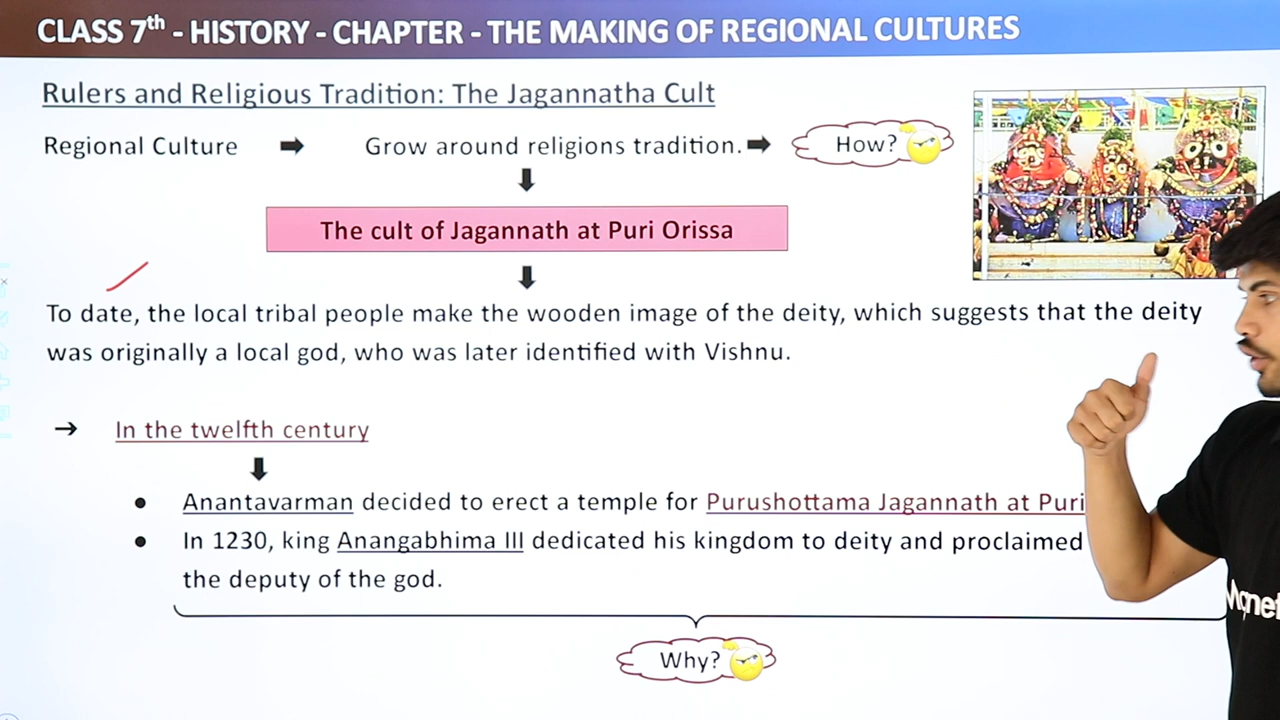 CLASS 7th - HISTORY - CHAPTER - THE MAKING OF REGIONAL CULTURES
Rulers and Religious Tradition: The Jagannatha Cult
Regional Culture ➡ Grow around religions tradition. ➡ How?
The cult of Jagannath at Puri Orissa
To date, the local tribal people make the wooden image of the deity, which suggests that the deity
was originally a local god, who was later identified with Vishnu.
→ In the twelfth century
● Anantavarman decided to erect a temple for Purushottama Jagannath at Puri
● In 1230, king Anangabhima III dedicated his kingdom to deity and proclaimed
the deputy of the god.
Why?